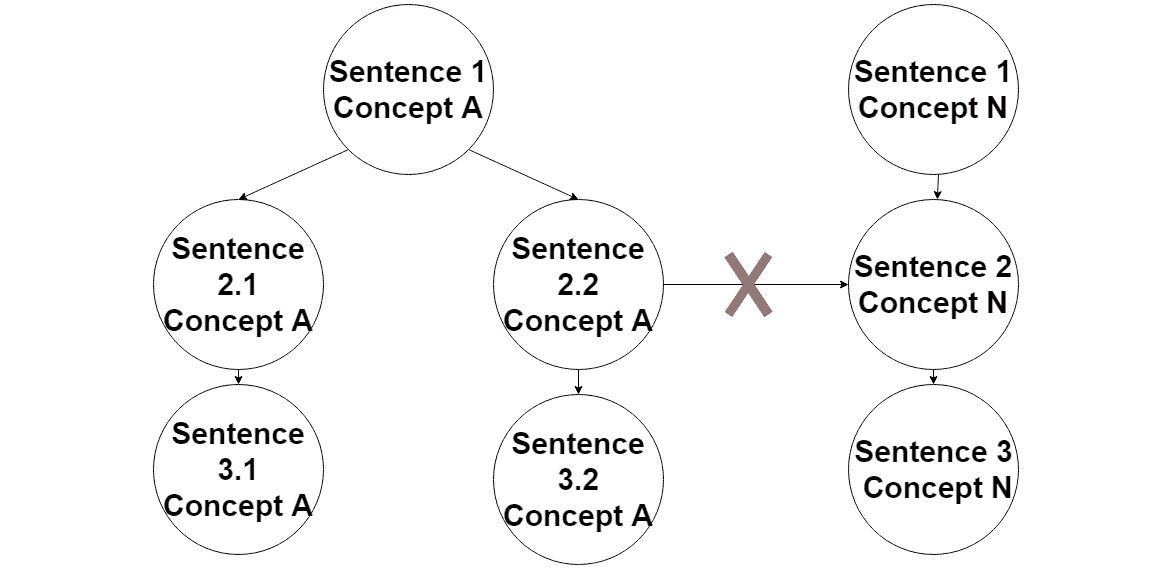 Sentence 1
Concept A
Sentence 1
Concept N
Sentence
2.1
Concept A
Sentence
2.2
Concept A
Sentence 2
Concept N
Sentence
3.1
Concept A
Sentence
3.2
Concept A
Sentence 3
Concept N